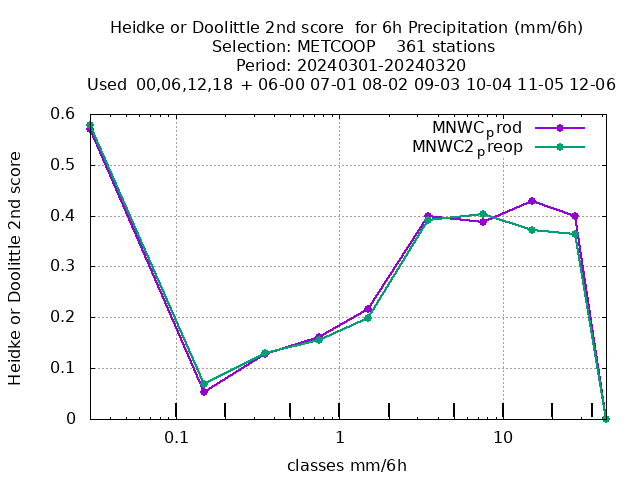 Heidke or Doolittle 2nd score  for 6h Precipitation (mm/6h)
Selection: METCOOP    361 stations
Period: 20240301-20240320
Used  00,06,12,18  + 06-00 07-01 08-02 09-03 10-04 11-05 12-06
MNWCprod
MNWC2preop
Heidke or Doolittle 2nd score
0.6
0.5
0.4
0.3
0.2
0.1
0
0.1 1 10
classes mm/6h